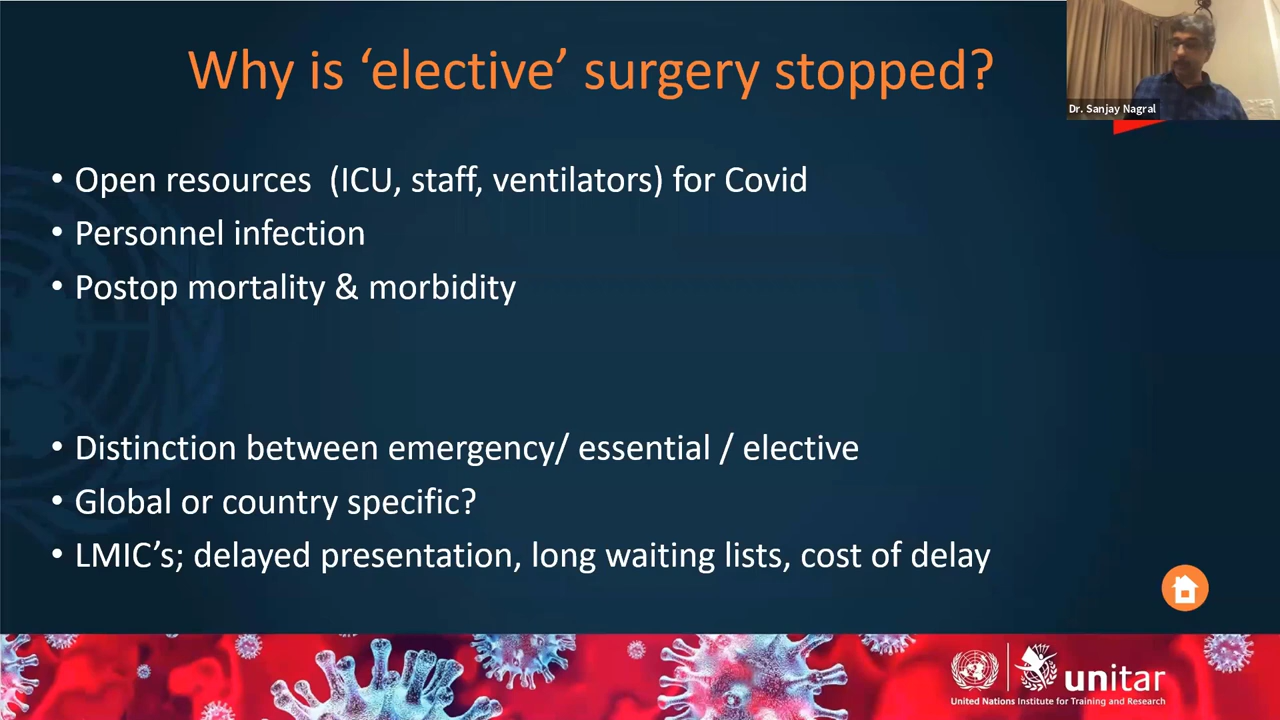 Why is ‘elective’ surgery stopped?
Dr. Sanjay Nagral
• Open resources  (ICU, staff, ventilators) for Covid
• Personnel infection
• Postop mortality & morbidity
• Distinction between emergency/ essential / elective
• Global or country specific?
• LMIC’s; delayed presentation, long waiting lists, cost of delay
unitar
United Nations Institute for Training and Research